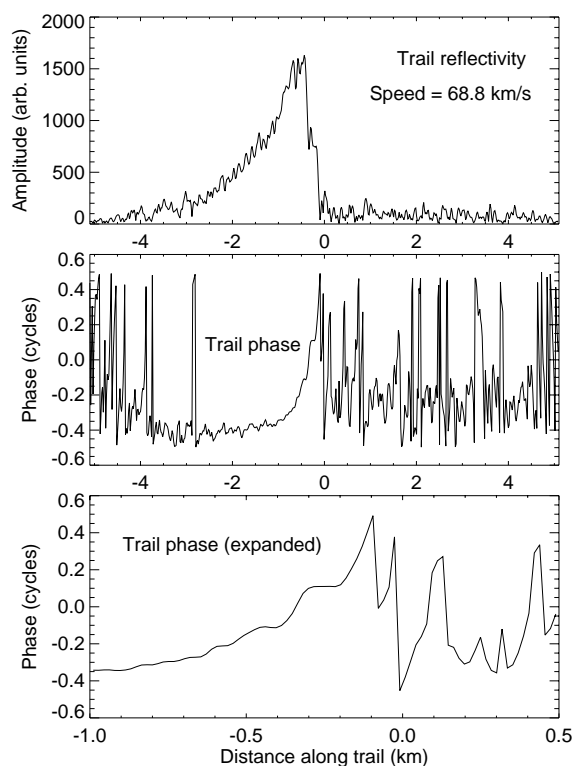 2000
1500
1000
500
0
Amplitude (arb. units)
Trail reflectivity
Speed = 68.8 km/s
-4 -2 0 2 4
0.6
0.4
0.2
0.0
-0.2
-0.4
-0.6
Phase (cycles)
Trail phase
-4 -2 0 2 4
0.6
0.4
0.2
0.0
-0.2
-0.4
-0.6
Phase (cycles)
Trail phase (expanded)
-1.0 -0.5 0.0 0.5
Distance along trail (km)